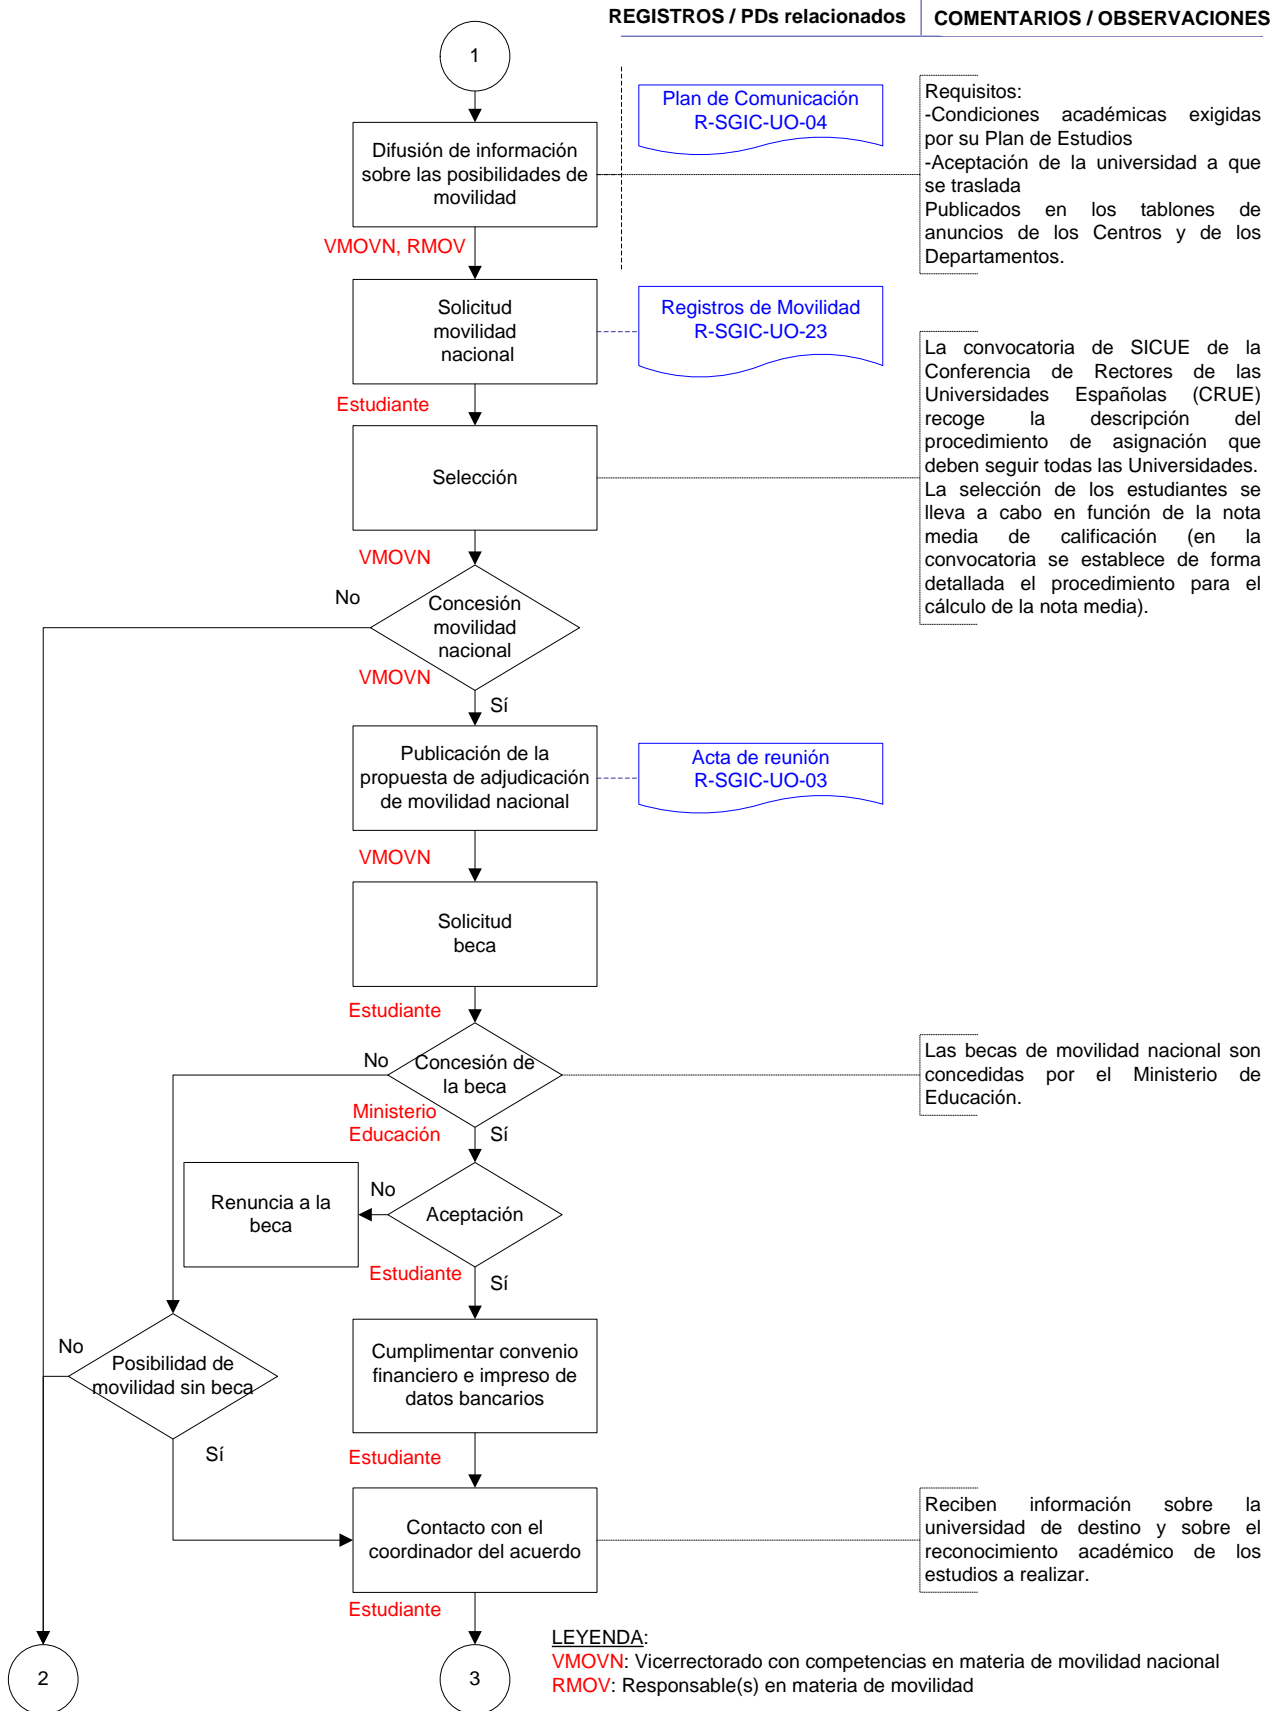 REGISTROS / PDs relacionados
COMENTARIOS / OBSERVACIONES
1
Difusión de información
sobre las posibilidades de
movilidad
Plan de Comunicación
R-SGIC-UO-04
Requisitos:
-Condiciones académicas exigidas
por su Plan de Estudios
-Aceptación de la universidad a que
se traslada
Publicados en los tablones de
anuncios de los Centros y de los
Departamentos.
VMOVN, RMOV
Solicitud
movilidad
nacional
Registros de Movilidad
R-SGIC-UO-23
Estudiante
Selección
La convocatoria de SICUE de la
Conferencia de Rectores de las
Universidades Españolas (CRUE)
recoge la descripción del
procedimiento de asignación que
deben seguir todas las Universidades.
La selección de los estudiantes se
lleva a cabo en función de la nota
media de calificación (en la
convocatoria se establece de forma
detallada el procedimiento para el
cálculo de la nota media).
VMOVN
No
Concesión
movilidad
nacional
VMOVN
Sí
Publicación de la
propuesta de adjudicación
de movilidad nacional
Acta de reunión
R-SGIC-UO-03
VMOVN
Solicitud
beca
Estudiante
No
Concesión de
la beca
Las becas de movilidad nacional son
concedidas por el Ministerio de
Educación.
Ministerio
Educación
Sí
Renuncia a la
beca
No
Aceptación
Estudiante
Sí
No
Posibilidad de
movilidad sin beca
Sí
Cumplimentar convenio
financiero e impreso de
datos bancarios
Estudiante
Contacto con el
coordinador del acuerdo
Reciben información sobre la
universidad de destino y sobre el
reconocimiento académico de los
estudios a realizar.
Estudiante
2
3
LEYENDA:
VMOVN: Vicerrectorado con competencias en materia de movilidad nacional
RMOV: Responsable(s) en materia de movilidad